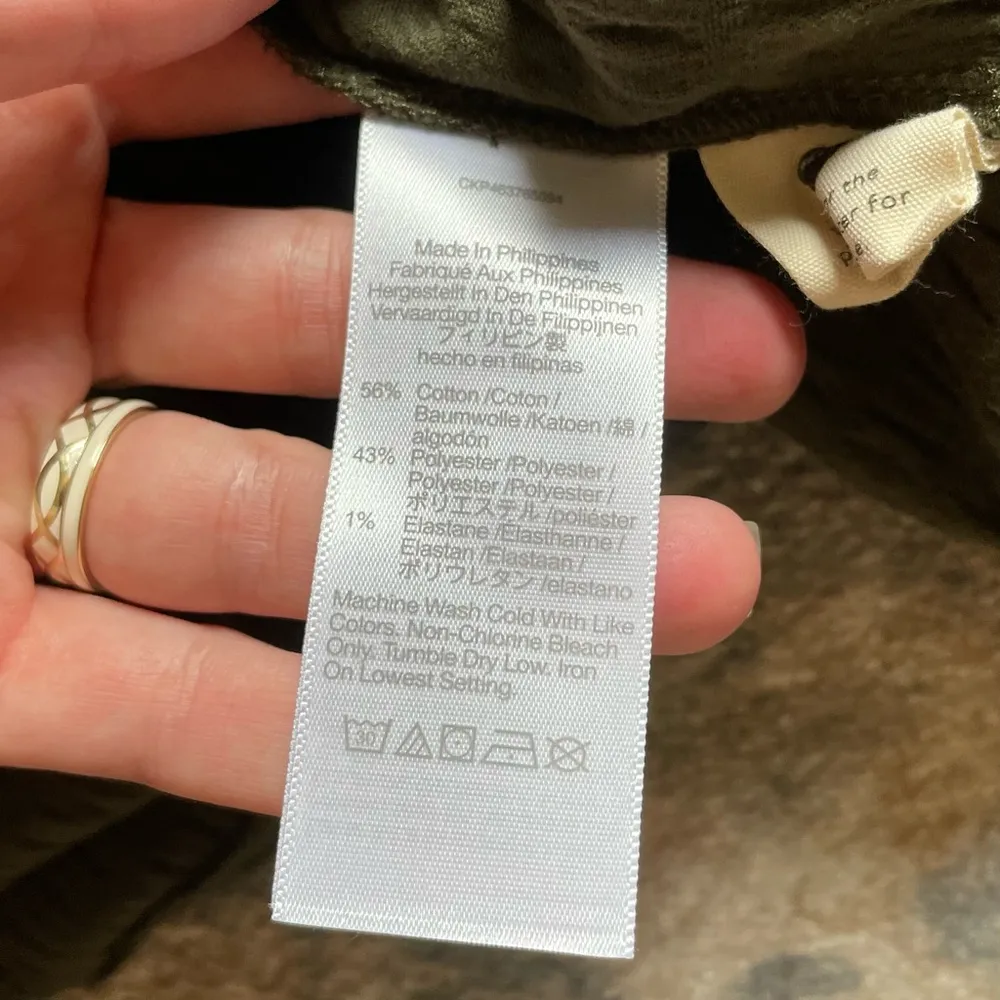 Made In Philippines
Fabriqué Aux Philippines
Hergestellt In Den Philippinen
Vervaardigd In De Filippijnen
フィリピン製
hecho en filipinas
56% Cotton /Coton /
Baumwolle /Katoen /綿 /
algodón
43% Polyester /Polyester /
Polyester /Polyester /
ポリエステル /poliéster
1% Elastane /Elasthanne /
Elastan /Elastaan /
ポリウレタン /elastano
Machine Wash Cold With Like
Colors. Non-Chlorine Bleach
Only. Tumble Dry Low. Iron
On Lowest Setting.
30
the
for